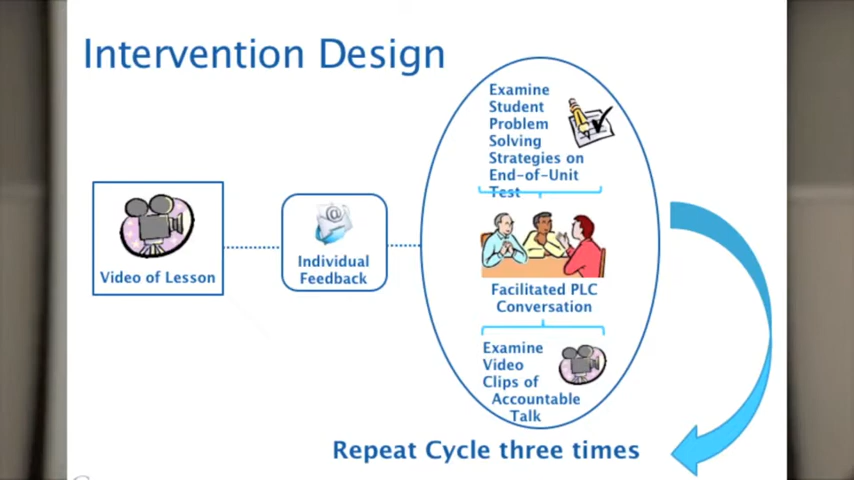 Intervention Design
Examine
Student
Problem
Solving
Strategies on
End-of-Unit
Test
@
Video of Lesson
Individual
Feedback
Facilitated PLC
Conversation
Examine
Video
Clips of
Accountable
Talk
Repeat Cycle three times